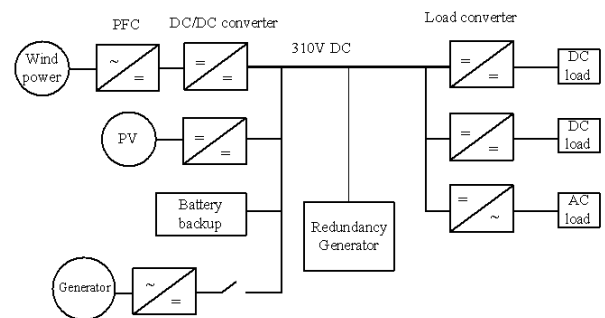 PFC
DC/DC converter
Load converter
310V DC
Wind
power
~
=
=
=
=
=
DC
load
PV
=
=
=
=
DC
load
Battery
backup
Redundancy
Generator
=
~
AC
load
Generator
~
=